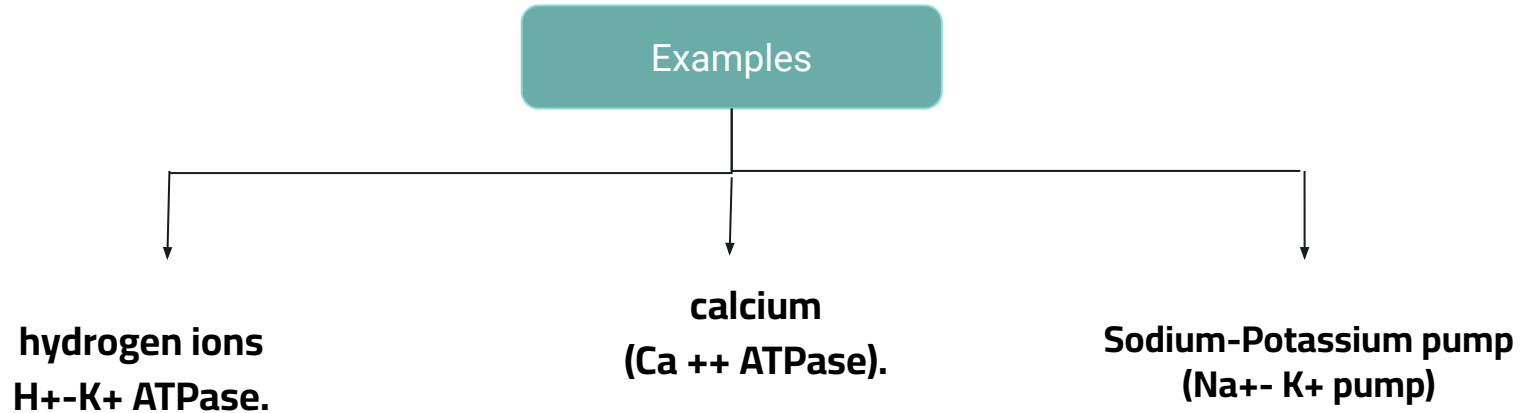 Examples
hydrogen ions
H+-K+ ATPase.
calcium
(Ca ++ ATPase).
Sodium-Potassium pump
(Na+- K+ pump)